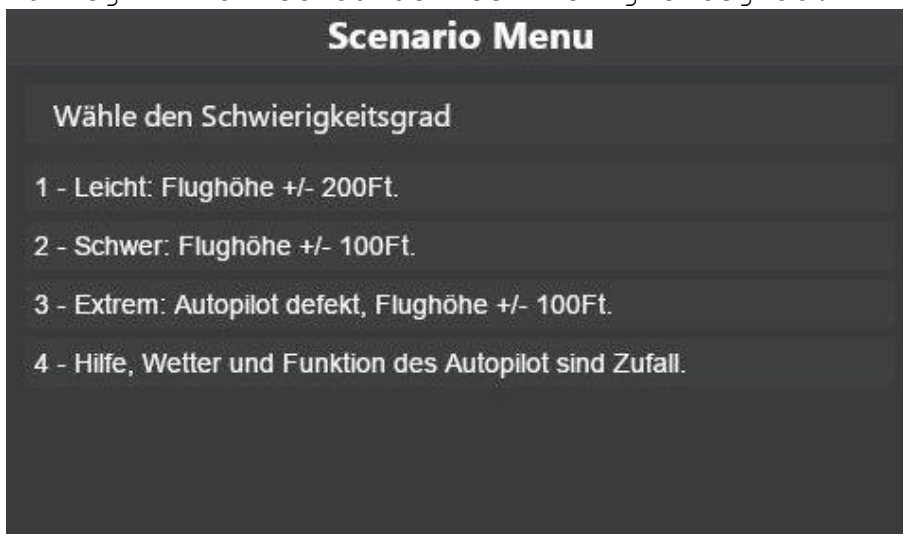 Scenario Menu
Wähle den Schwierigkeitsgrad
1 - Leicht: Flughöhe +/- 200Ft.
2 - Schwer: Flughöhe +/- 100Ft.
3 - Extrem: Autopilot defekt, Flughöhe +/- 100Ft.
4 - Hilfe, Wetter und Funktion des Autopilot sind Zufall.